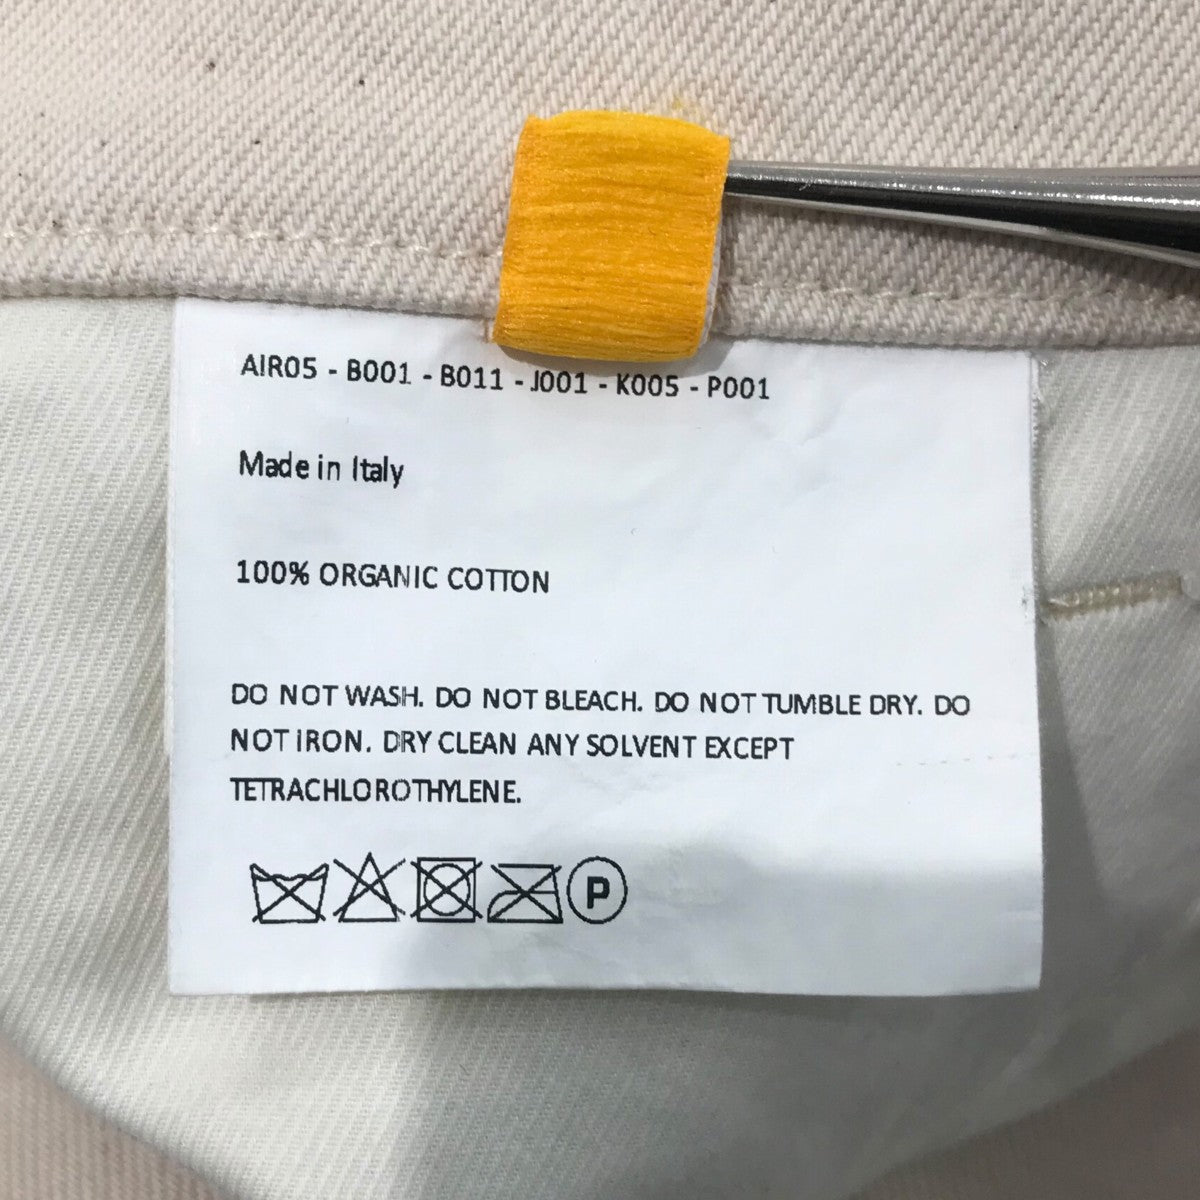 AIR05 - B001 - B011 - J001 - K005 - P001
Made in Italy
100% ORGANIC COTTON
DO NOT WASH. DO NOT BLEACH. DO NOT TUMBLE DRY. DO
NOT IRON. DRY CLEAN ANY SOLVENT EXCEPT
TETRACHLOROTHYLENE.
P